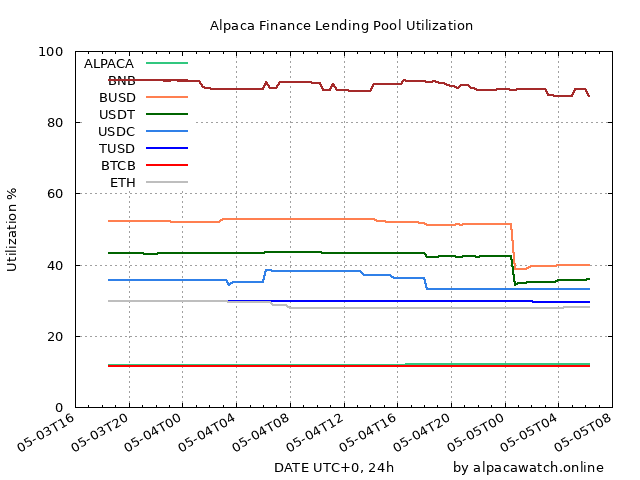 Alpaca Finance Lending Pool Utilization
100
80
60
40
20
0
Utilization %
ALPACA
BNB
BUSD
USDT
USDC
TUSD
BTCB
ETH
05-03T16
05-03T20
05-04T00
05-04T04
05-04T08
05-04T12
05-04T16
05-04T20
05-05T00
05-05T04
05-05T08
DATE UTC+0, 24h
by alpacawatch.online